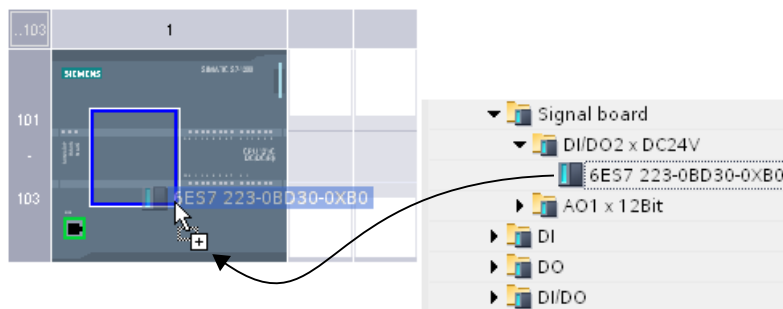 ..103
1
SIEMENS
SIMATIC S7-1200
101
-
103
6ES7 223-0BD30-0XB0
Signal board
DI/DO2 x DC24V
6ES7 223-0BD30-0XB0
AO1 x 12Bit
DI
DO
DI/DO